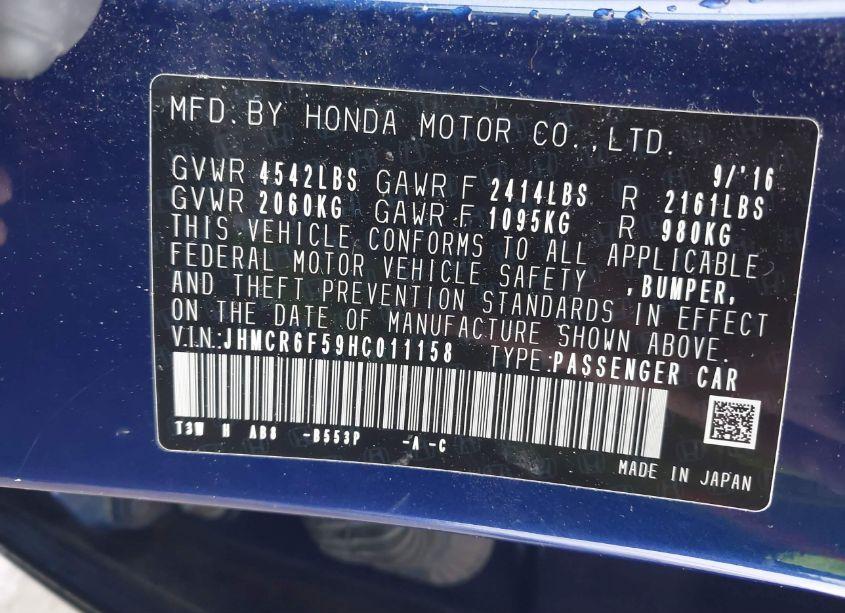 MFD. BY HONDA MOTOR CO., LTD.
9/'16
GVWR 4542LBS GAWR F 2414LBS R 2161LBS
GVWR 2060KG GAWR F 1095KG R 980KG
THIS VEHICLE CONFORMS TO ALL APPLICABLE
FEDERAL MOTOR VEHICLE SAFETY , BUMPER,
AND THEFT PREVENTION STANDARDS IN EFFECT
ON THE DATE OF MANUFACTURE SHOWN ABOVE.
V.I.N.: JHMCR6F59HC011158 TYPE: PASSENGER CAR
T3W H AB8 -B553P -A -C
MADE IN JAPAN